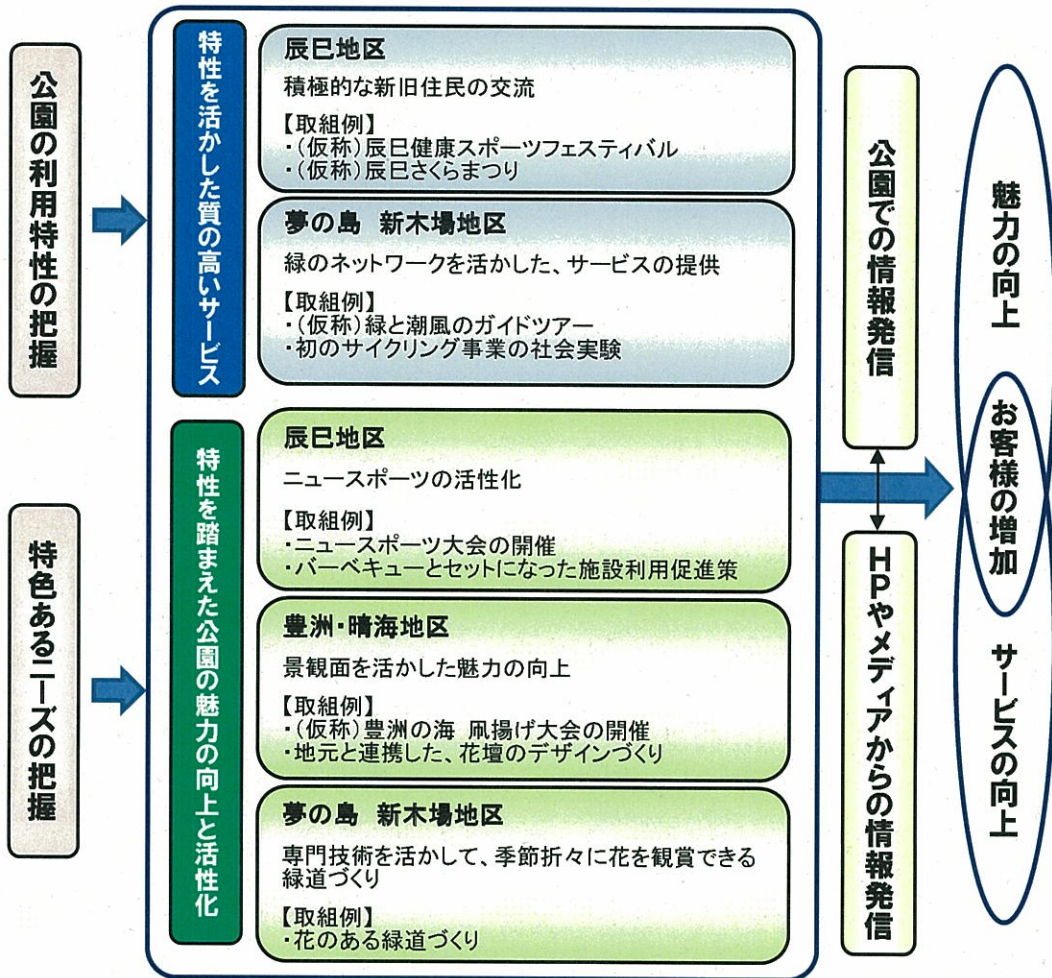 公園の利用特性の把握
特色あるニーズの把握
特性を活かした質の高いサービス
辰巳地区
積極的な新旧住民の交流
【取組例】
・(仮称)辰巳健康スポーツフェスティバル
・(仮称)辰巳さくらまつり
夢の島 新木場地区
緑のネットワークを活かした、サービスの提供
【取組例】
・(仮称)緑と潮風のガイドツアー
・初のサイクリング事業の社会実験
特性を踏まえた公園の魅力の向上と活性化
辰巳地区
ニュースポーツの活性化
【取組例】
・ニュースポーツ大会の開催
・バーベキューとセットになった施設利用促進策
豊洲・晴海地区
景観面を活かした魅力の向上
【取組例】
・(仮称)豊洲の海 凧揚げ大会の開催
・地元と連携した、花壇のデザインづくり
夢の島 新木場地区
専門技術を活かして、季節折々に花を観賞できる
緑道づくり
【取組例】
・花のある緑道づくり
公園での情報発信
HPやメディアからの情報発信
魅力の向上
お客様の増加
サービスの向上